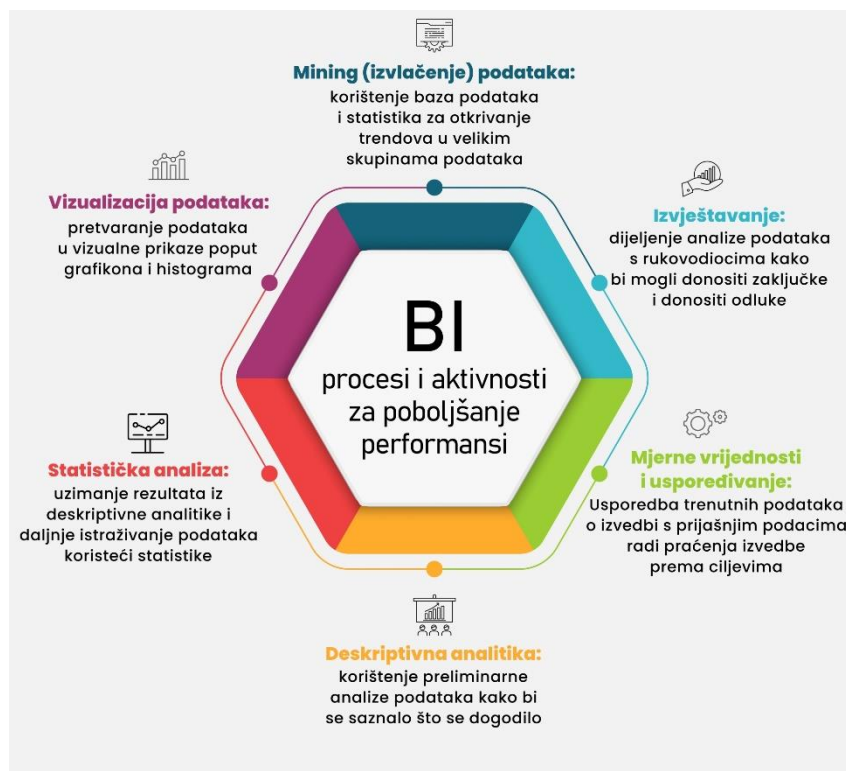 Mining (izvlačenje) podataka:
korištenje baza podataka
i statistika za otkrivanje
trendova u velikim
skupinama podataka
Izvještavanje:
dijeljenje analize podataka
s rukovodiocima kako
bi mogli donositi zaključke
i donositi odluke
Mjerne vrijednosti
i uspoređivanje:
Usporedba trenutnih podataka
o izvedbi s prijašnjim podacima
radi praćenja izvedbe
prema ciljevima
Deskriptivna analitika:
korištenje preliminarne
analize podataka kako bi
se saznalo što se dogodilo
Statistička analiza:
uzimanje rezultata iz
deskriptivne analitike i
daljnje istraživanje podataka
koristeći statistike
Vizualizacija podataka:
pretvaranje podataka
u vizualne prikaze poput
grafikona i histograma
BI
procesi i aktivnosti
za poboljšanje
performansi